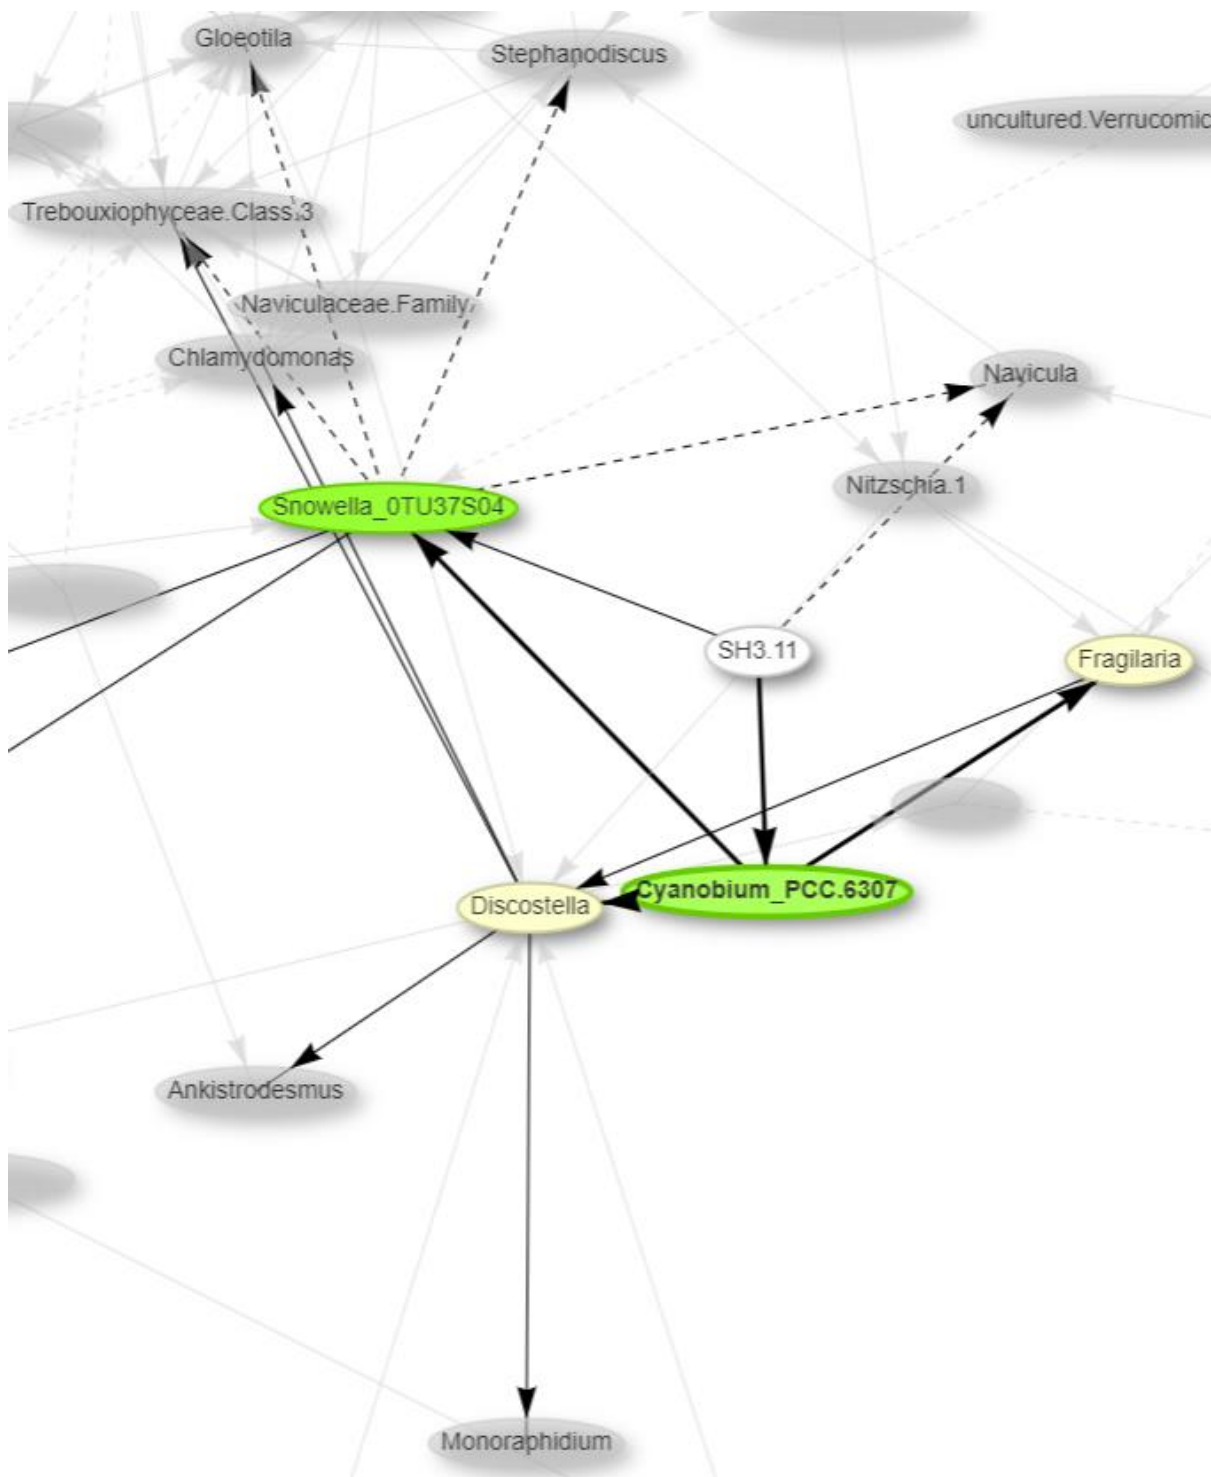 Gloeotila
Stephanodiscus
uncultured.Verrucomic
Trebouxiophyceae.Class.3
Naviculaceae.Family
Chlamydomonas
Navicula
Nitzschia.1
Snowella_0TU37S04
SH3.11
Fragilaria
Cyanobium_PCC.6307
Discostella
Ankistrodesmus
Monoraphidium